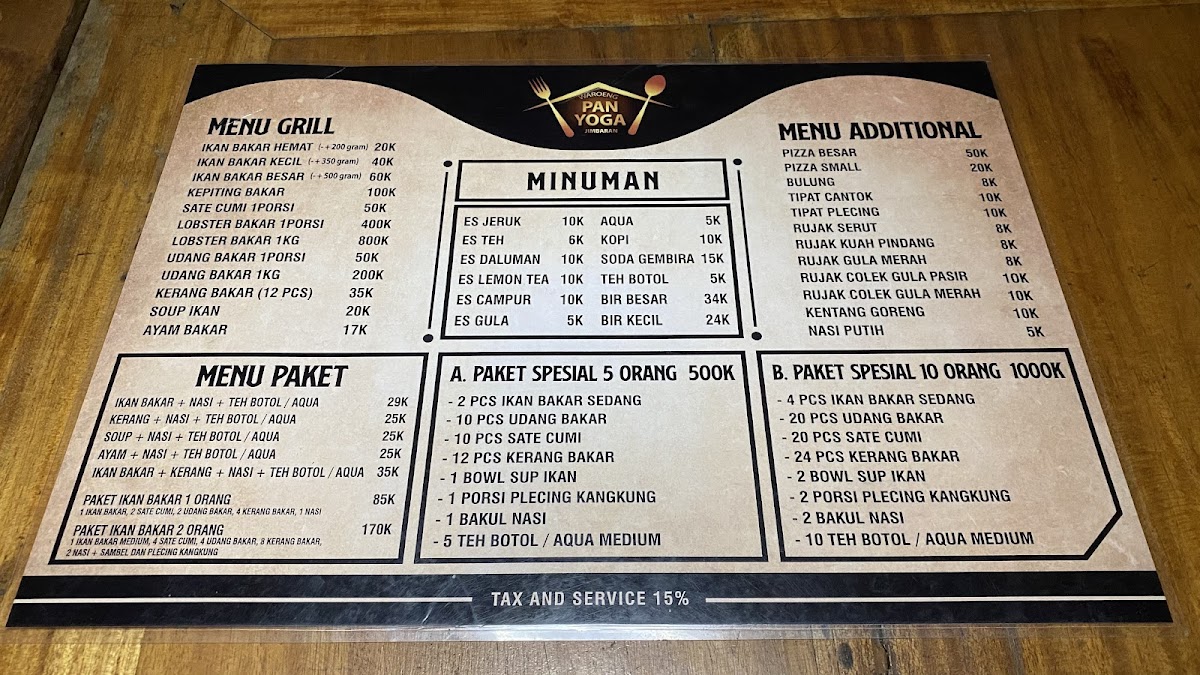 WAROENG
PAN
YOGA
JIMBARAN
MENU GRILL
IKAN BAKAR HEMAT (-+200 gram) 20K
IKAN BAKAR KECIL (-+350 gram) 40K
IKAN BAKAR BESAR (-+500 gram) 60K
KEPITING BAKAR 100K
SATE CUMI 1PORSI 50K
LOBSTER BAKAR 1PORSI 400K
LOBSTER BAKAR 1KG 800K
UDANG BAKAR 1PORSI 50K
UDANG BAKAR 1KG 200K
KERANG BAKAR (12 PCS) 35K
SOUP IKAN 20K
AYAM BAKAR 17K
MINUMAN
ES JERUK 10K AQUA 5K
ES TEH 6K KOPI 10K
ES DALUMAN 10K SODA GEMBIRA 15K
ES LEMON TEA 10K TEH BOTOL 5K
ES CAMPUR 10K BIR BESAR 34K
ES GULA 5K BIR KECIL 24K
MENU ADDITIONAL
PIZZA BESAR 50K
PIZZA SMALL 20K
BULUNG 8K
TIPAT CANTOK 10K
TIPAT PLECING 10K
RUJAK SERUT 8K
RUJAK KUAH PINDANG 8K
RUJAK GULA MERAH 8K
RUJAK COLEK GULA PASIR 10K
RUJAK COLEK GULA MERAH 10K
KENTANG GORENG 10K
NASI PUTIH 5K
MENU PAKET
IKAN BAKAR + NASI + TEH BOTOL / AQUA 29K
KERANG + NASI + TEH BOTOL / AQUA 25K
SOUP + NASI + TEH BOTOL / AQUA 25K
AYAM + NASI + TEH BOTOL / AQUA 25K
IKAN BAKAR + KERANG + NASI + TEH BOTOL / AQUA 35K
PAKET IKAN BAKAR 1 ORANG 85K
1 IKAN BAKAR, 2 SATE CUMI, 2 UDANG BAKAR, 4 KERANG BAKAR, 1 NASI
PAKET IKAN BAKAR 2 ORANG 170K
1 IKAN BAKAR MEDIUM, 4 SATE CUMI, 4 UDANG BAKAR, 8 KERANG BAKAR,
2 NASI + SAMBEL DAN PLECING KANGKUNG
A. PAKET SPESIAL 5 ORANG 500K
- 2 PCS IKAN BAKAR SEDANG
- 10 PCS UDANG BAKAR
- 10 PCS SATE CUMI
- 12 PCS KERANG BAKAR
- 1 BOWL SUP IKAN
- 1 PORSI PLECING KANGKUNG
- 1 BAKUL NASI
- 5 TEH BOTOL / AQUA MEDIUM
B. PAKET SPESIAL 10 ORANG 1000K
- 4 PCS IKAN BAKAR SEDANG
- 20 PCS UDANG BAKAR
- 20 PCS SATE CUMI
- 24 PCS KERANG BAKAR
- 2 BOWL SUP IKAN
- 2 PORSI PLECING KANGKUNG
- 2 BAKUL NASI
- 10 TEH BOTOL / AQUA MEDIUM
TAX AND SERVICE 15%